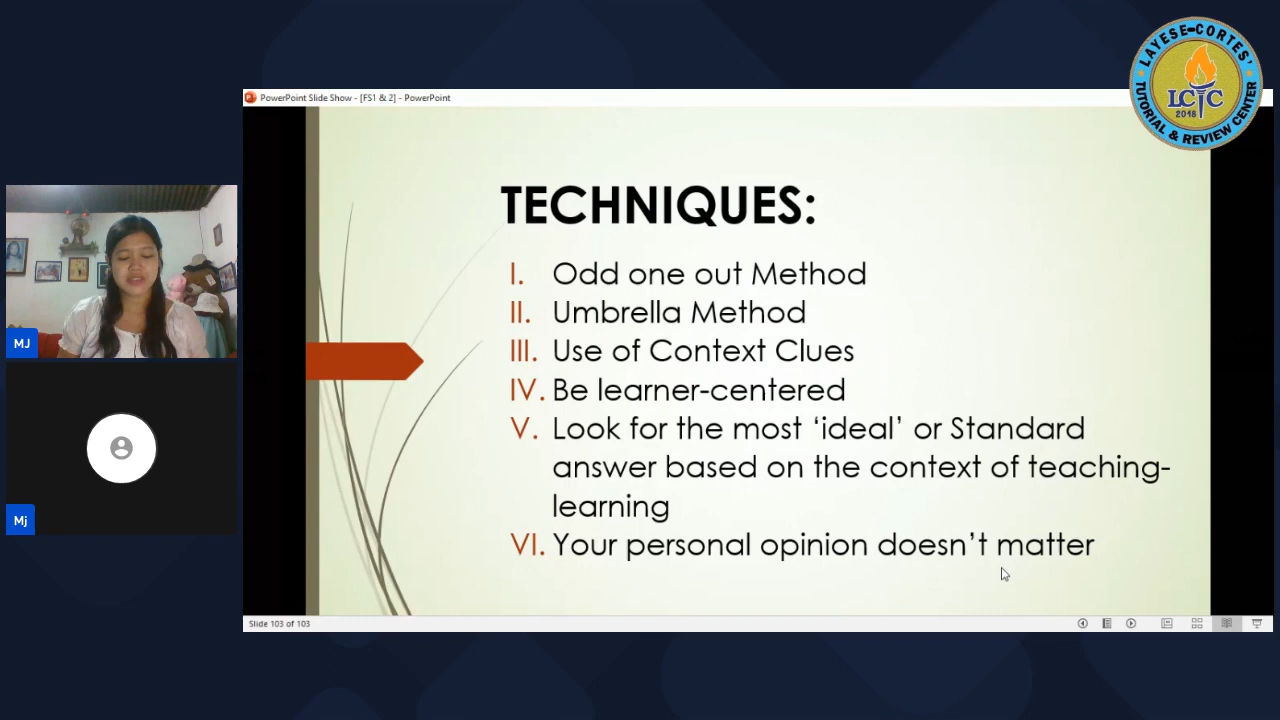 LAYESE-CORTES'
LCTC
2018
TUTORIAL & REVIEW CENTER
PowerPoint Slide Show - [FS1 & 2] - PowerPoint
TECHNIQUES:
I. Odd one out Method
II. Umbrella Method
III. Use of Context Clues
IV. Be learner-centered
V. Look for the most ‘ideal’ or Standard
answer based on the context of teaching-
learning
VI. Your personal opinion doesn’t matter
MJ
Mj
Slide 103 of 103